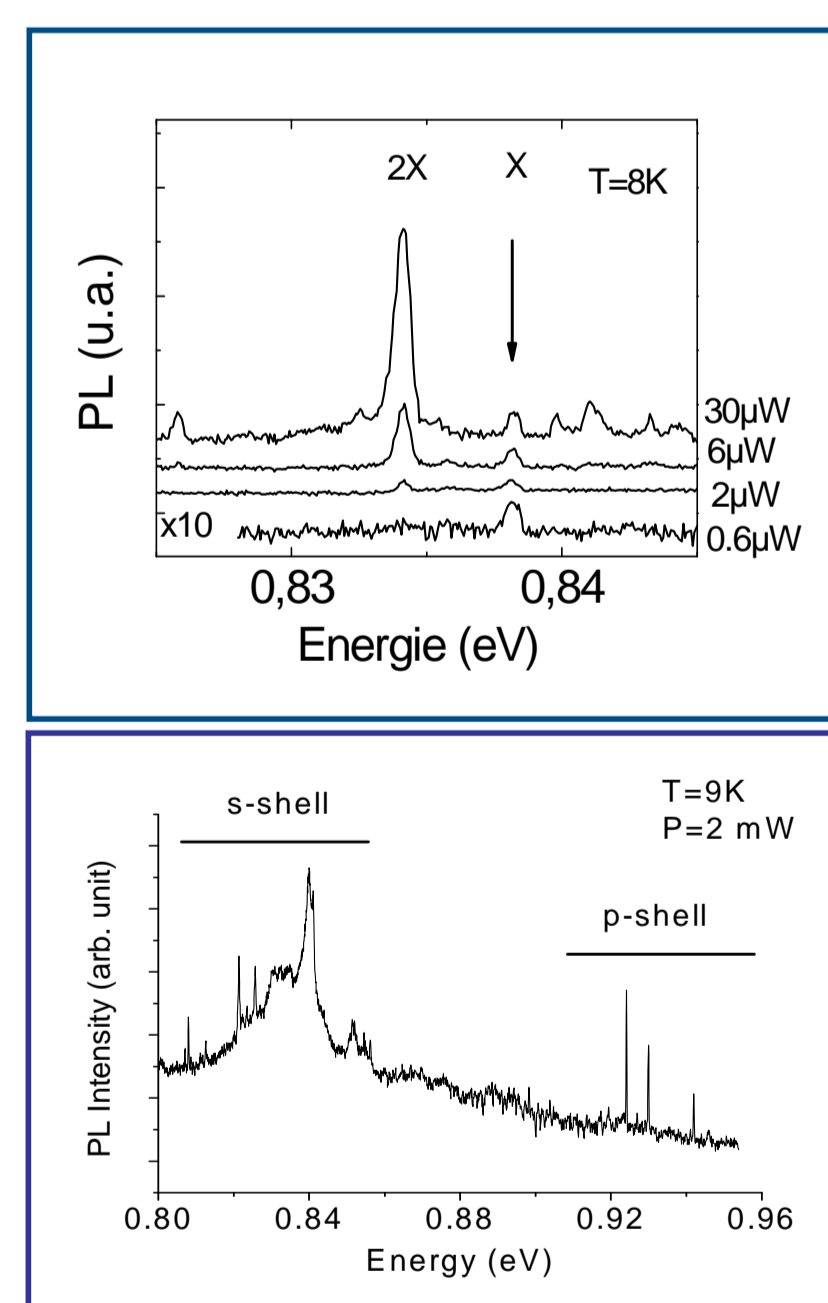 2X X
T=8K
PL (u.a.)
30µW
6µW
2µW
x10
0.6µW
0,83 0,84
Energie (eV)
s-shell
T=9K
P=2 mW
p-shell
PL Intensity (arb. unit)
0.80 0.84 0.88 0.92 0.96
Energy (eV)